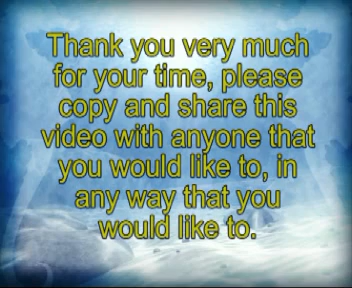 Thank you very much
for your time, please
copy and share this
video with anyone that
you would like to, in
any way that you
would like to.